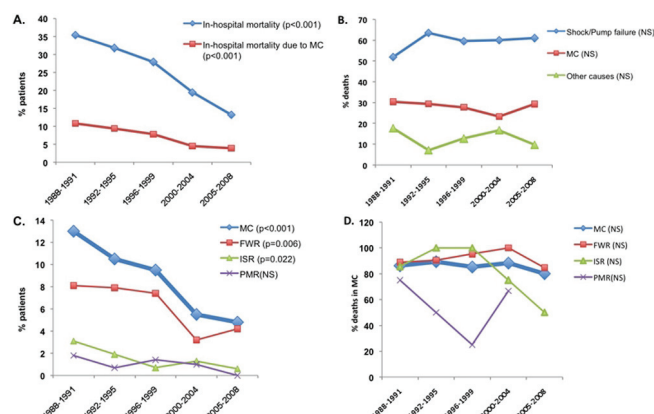 A.
% patients
40
35
30
25
20
15
10
5
0
In-hospital mortality (p<0.001)
In-hospital mortality due to MC
(p<0.001)
1988-1991
1992-1995
1996-1999
2000-2004
2005-2008
B.
% deaths
70
60
50
40
30
20
10
0
Shock/Pump failure (NS)
MC (NS)
Other causes (NS)
1988-1991
1992-1995
1996-1999
2000-2004
2005-2008
C.
% patients
14
12
10
8
6
4
2
0
MC (p<0.001)
FWR (p=0.006)
ISR (p=0.022)
PMR(NS)
1988-1991
1992-1995
1996-1999
2000-2004
2005-2008
D.
% deaths in MC
120
100
80
60
40
20
0
MC (NS)
FWR (NS)
ISR (NS)
PMR(NS)
1988-1991
1992-1995
1996-1999
2000-2004
2005-2008